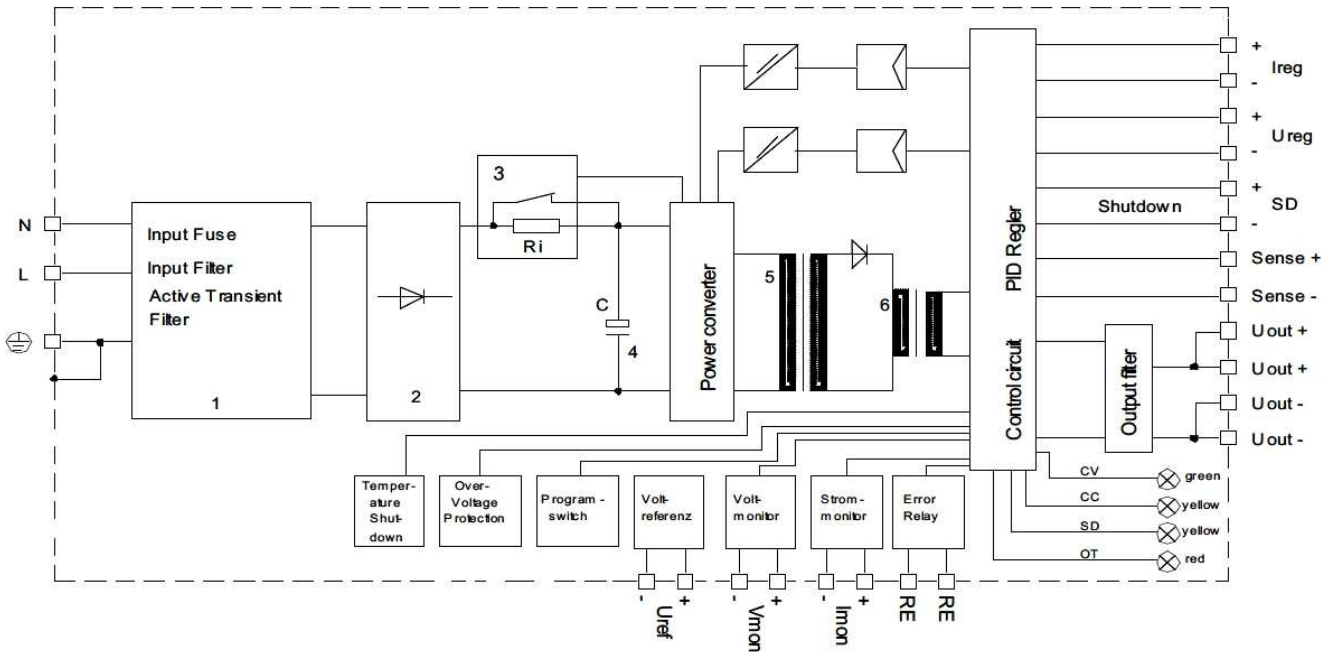 +
Ireg
-
+
Ureg
-
+
Shutdown
SD
-
Sense +
Sense -
Uout +
Uout +
Uout -
Uout -
N
L
Input Fuse
Input Filter
Active Transient
Filter
1
2
3
Ri
C
4
Power converter
5
6
PID Regler
Control circuit
Output filter
Temper-
ature
Shut-
down
Over-
Voltage
Protection
Program -
switch
Volt-
referenz
Volt-
monitor
Strom-
monitor
Error
Relay
CV
green
CC
yellow
SD
yellow
OT
red
- +
Uref
- +
Vmon
- +
Imon
RE
RE